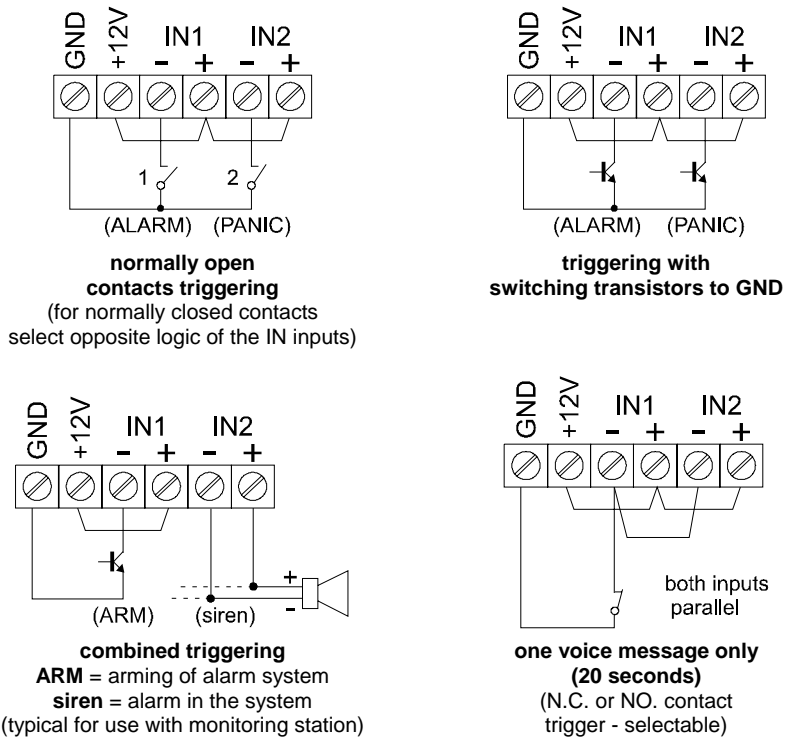 GND +12V IN1 IN2
− + − +
1 2
(ALARM) (PANIC)
normally open
contacts triggering
(for normally closed contacts
select opposite logic of the IN inputs)
GND +12V IN1 IN2
− + − +
(ALARM) (PANIC)
triggering with
switching transistors to GND
GND +12V IN1 IN2
− + − +
+
−
(ARM) (siren)
combined triggering
ARM = arming of alarm system
siren = alarm in the system
(typical for use with monitoring station)
GND +12V IN1 IN2
− + − +
both inputs
parallel
one voice message only
(20 seconds)
(N.C. or NO. contact
trigger - selectable)